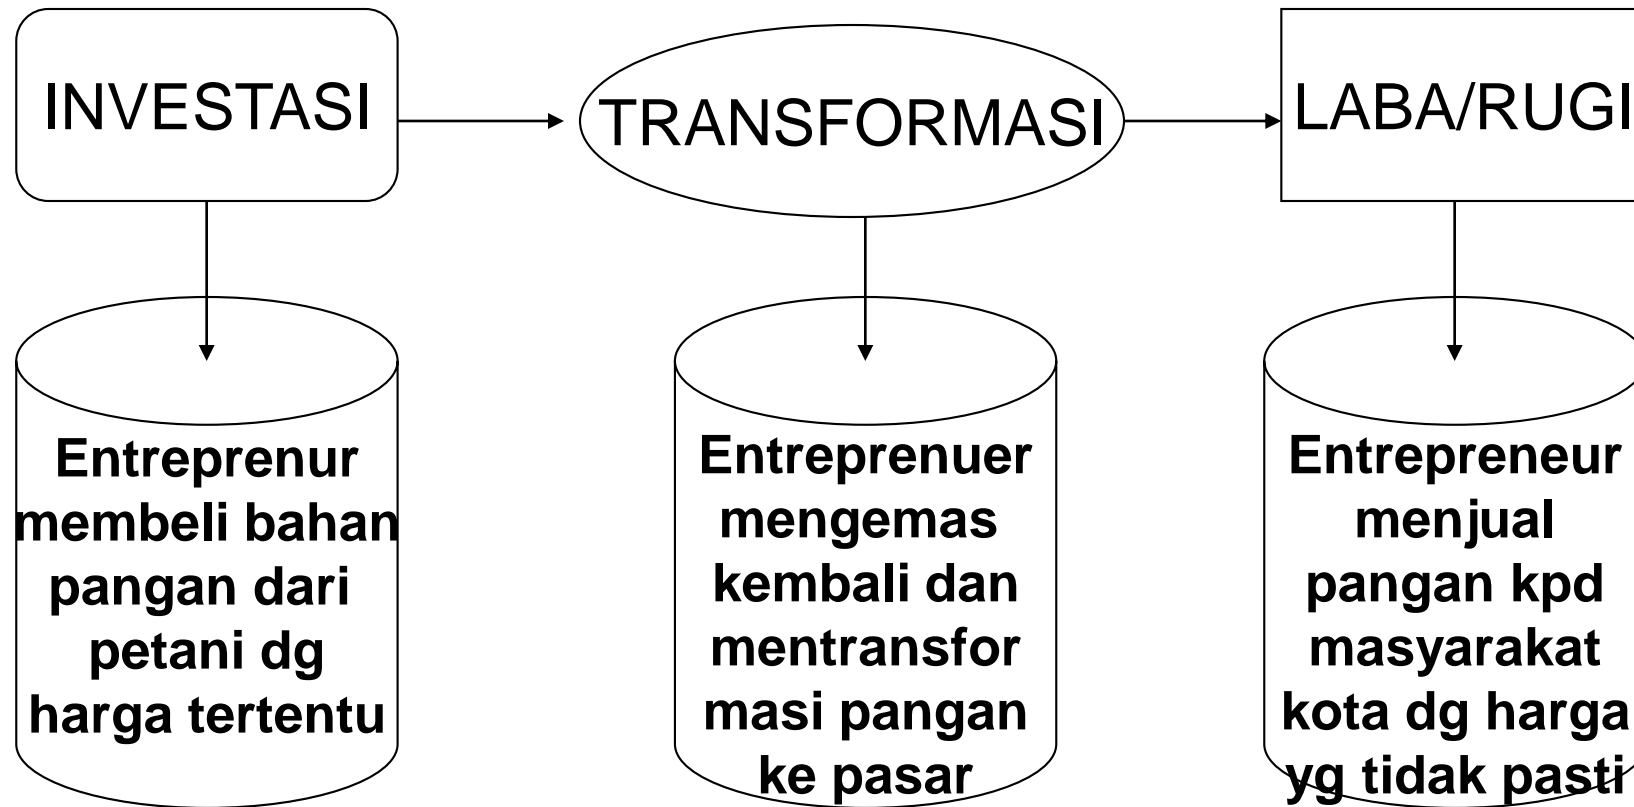 INVESTASI
TRANSFORMASI
LABA/RUGI
Entreprenur
membeli bahan
pangan dari
petani dg
harga tertentu
Entreprenuer
mengemas
kembali dan
mentransfor
masi pangan
ke pasar
Entrepreneur
menjual
pangan kpd
masyarakat
kota dg harga
yg tidak pasti